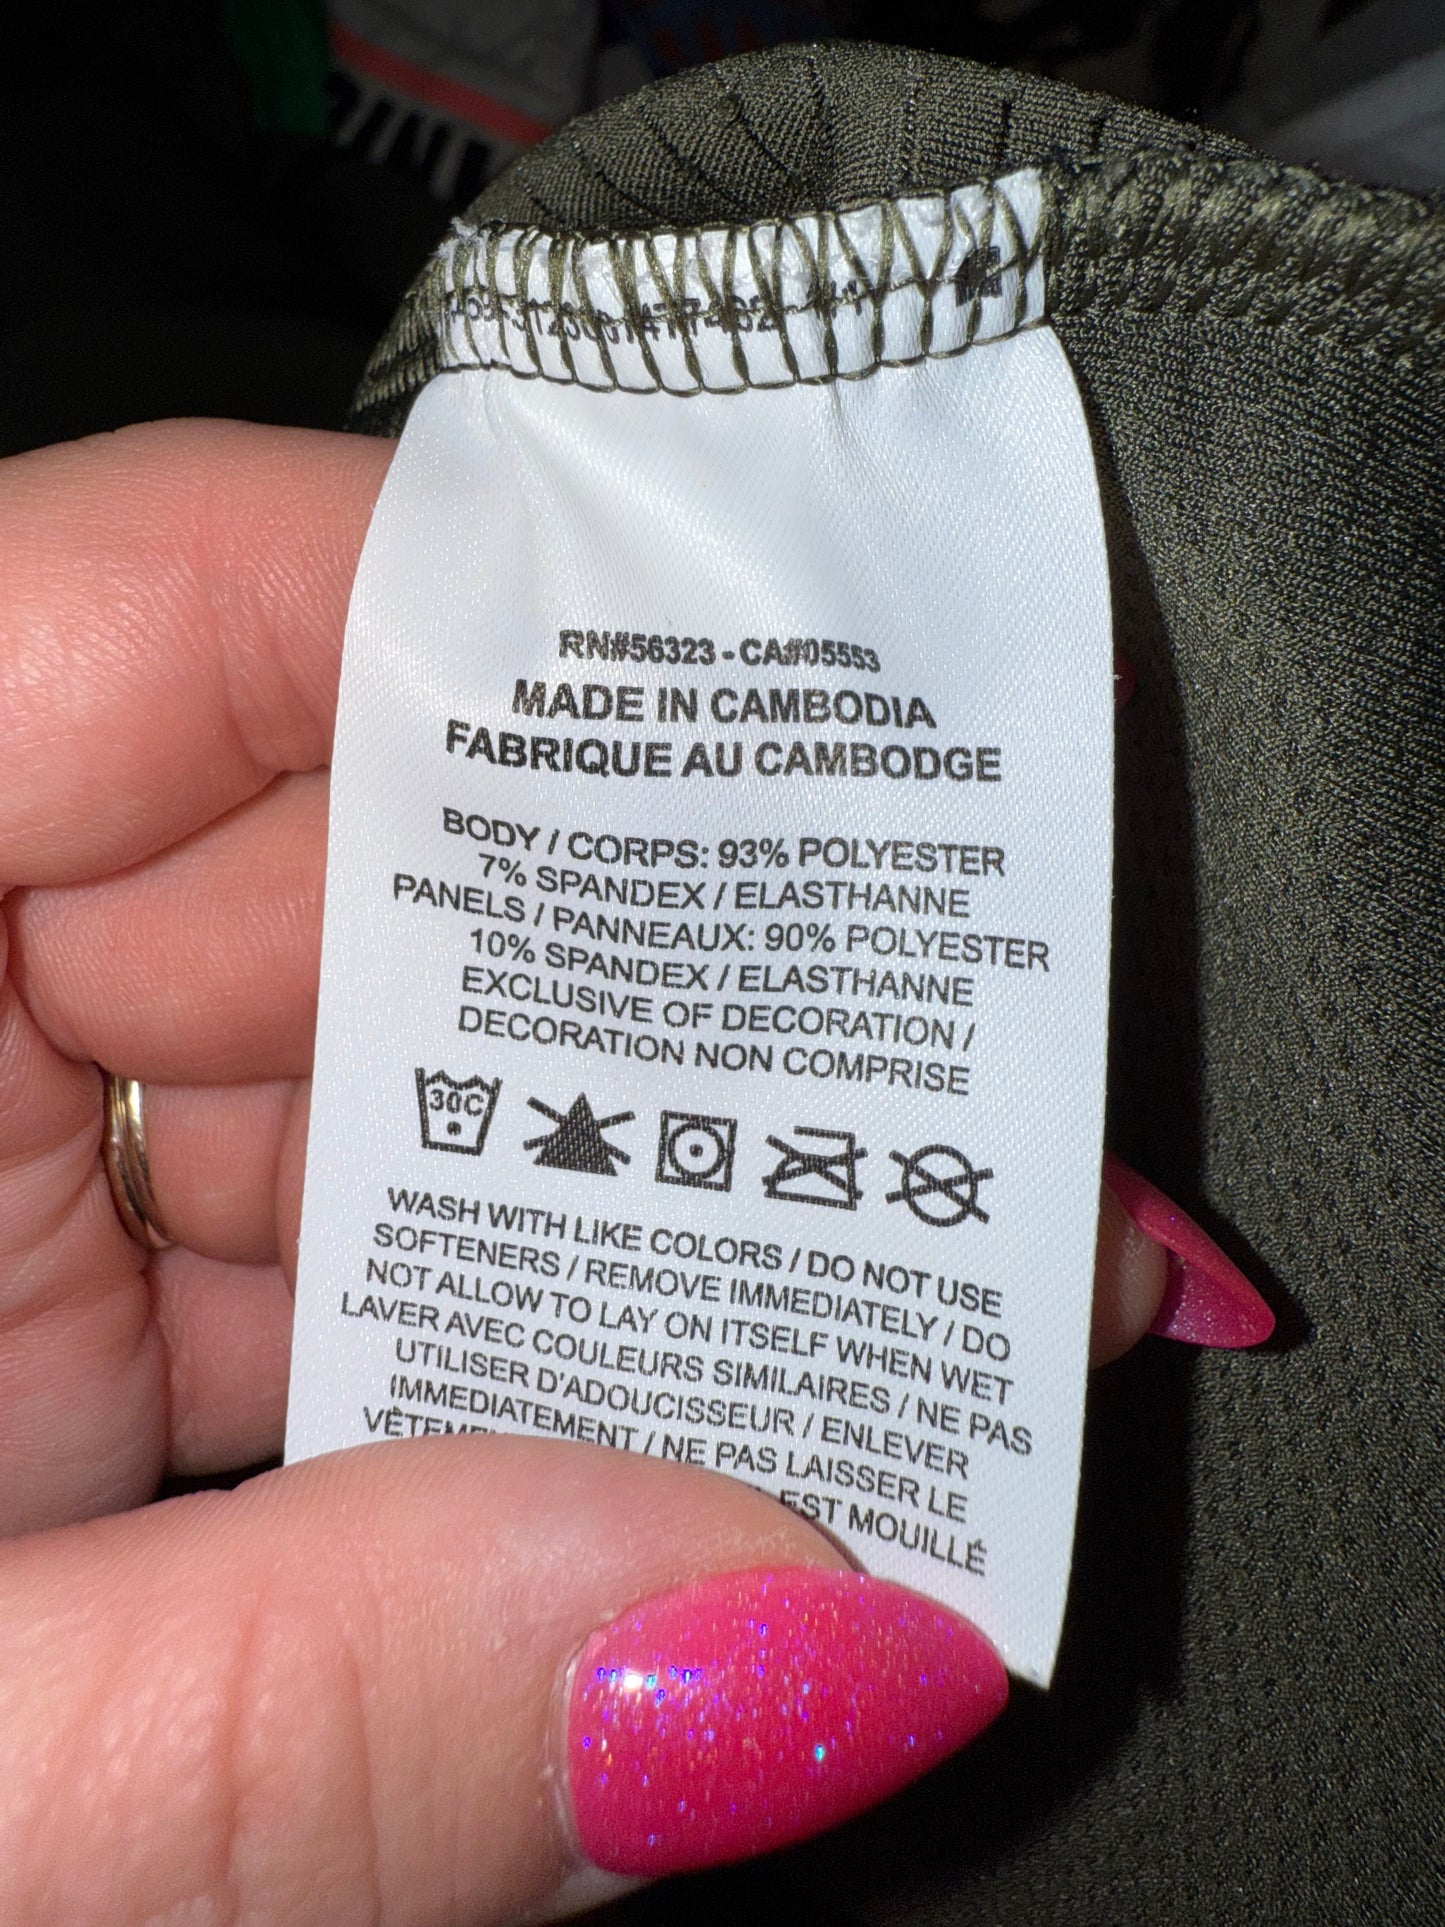 RN#56323 - CA#05553
MADE IN CAMBODIA
FABRIQUE AU CAMBODGE
BODY / CORPS: 93% POLYESTER
7% SPANDEX / ELASTHANNE
PANELS / PANNEAUX: 90% POLYESTER
10% SPANDEX / ELASTHANNE
EXCLUSIVE OF DECORATION /
DECORATION NON COMPRISE
30C
WASH WITH LIKE COLORS / DO NOT USE
SOFTENERS / REMOVE IMMEDIATELY / DO
NOT ALLOW TO LAY ON ITSELF WHEN WET
LAVER AVEC COULEURS SIMILAIRES / NE PAS
UTILISER D'ADOUCISSEUR / ENLEVER
IMMEDIATEMENT / NE PAS LAISSER LE
EST MOUILLÉ